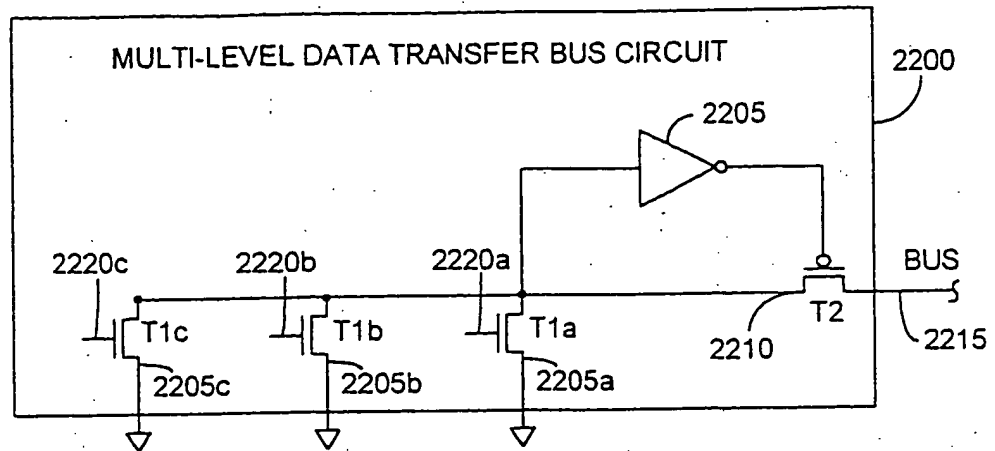 MULTI-LEVEL DATA TRANSFER BUS CIRCUIT
2200
2205
2220c
2220b
2220a
BUS
T1c
T1b
T1a
2210
T2
2215
2205c
2205b
2205a